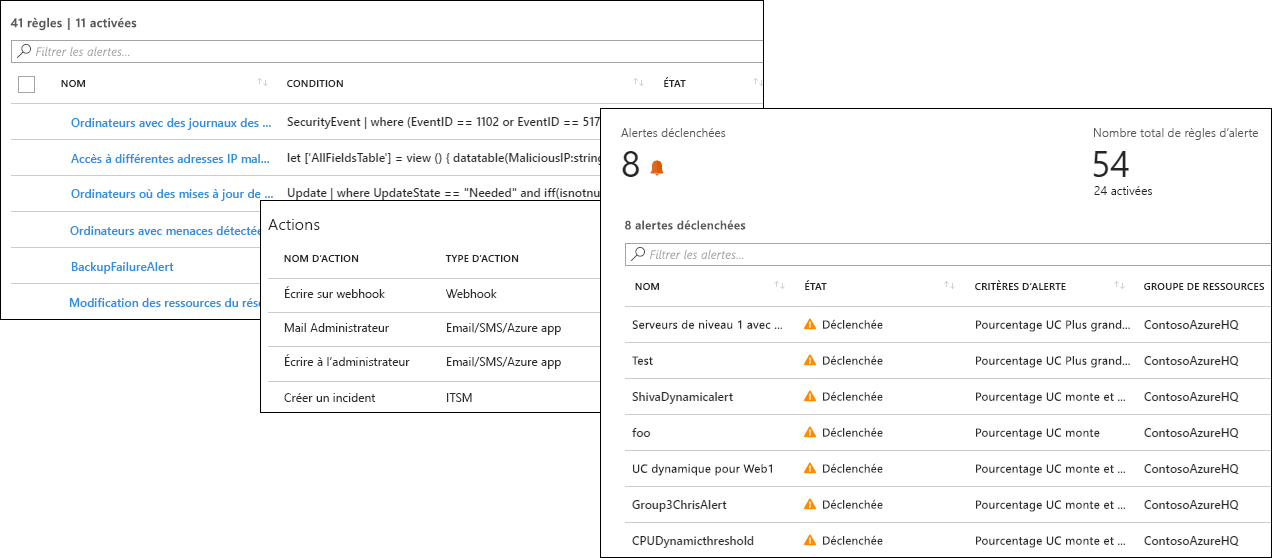 41 règles | 11 activées
Filtrer les alertes...
NOM CONDITION ÉTAT
Ordinateurs avec des journaux des ... SecurityEvent | where (EventID == 1102 or EventID == 517
Accès à différentes adresses IP mal... let ['AllFieldsTable'] = view () { datatable(MaliciousIP:string
Ordinateurs où des mises à jour de ... Update | where UpdateState == "Needed" and iff(isnotnu
Ordinateurs avec menaces détectée
BackupFailureAlert
Modification des ressources du rés
Actions
NOM D'ACTION TYPE D'ACTION
Écrire sur webhook Webhook
Mail Administrateur Email/SMS/Azure app
Écrire à l'administrateur Email/SMS/Azure app
Créer un incident ITSM
Alertes déclenchées Nombre total de règles d'alerte
8 54
24 activées
8 alertes déclenchées
Filtrer les alertes...
NOM ÉTAT CRITÈRES D'ALERTE GROUPE DE RESSOURCES
Serveurs de niveau 1 avec ... Déclenchée Pourcentage UC Plus grand... ContosoAzureHQ
Test Déclenchée Pourcentage UC Plus grand... ContosoAzureHQ
ShivaDynamicalert Déclenchée Pourcentage UC monte et ... ContosoAzureHQ
foo Déclenchée Pourcentage UC monte ContosoAzureHQ
UC dynamique pour Web1 Déclenchée Pourcentage UC monte et ... ContosoAzureHQ
Group3ChrisAlert Déclenchée Pourcentage UC monte et ... ContosoAzureHQ
CPUDynamicthreshold Déclenchée Pourcentage UC monte et ... ContosoAzureHQ